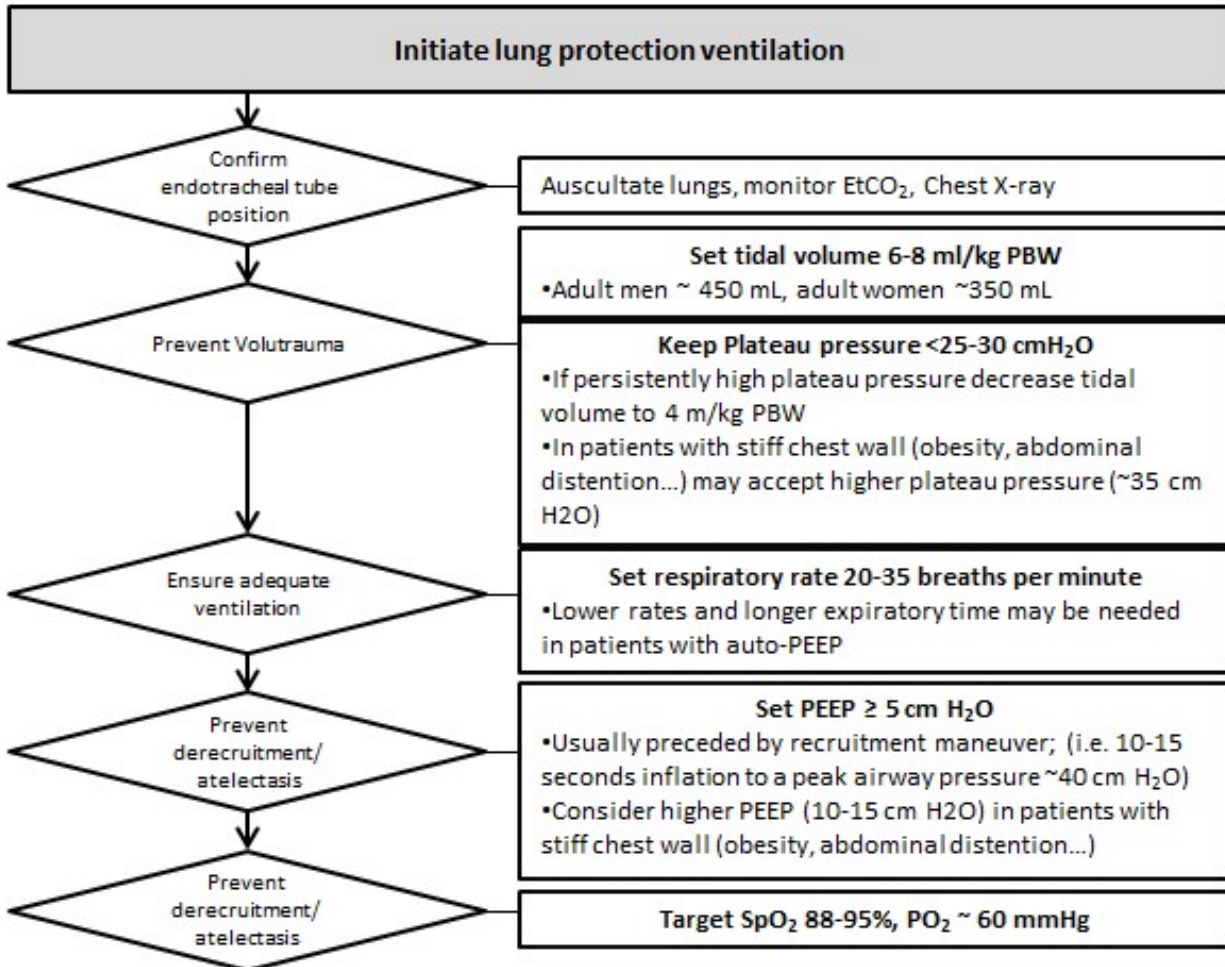 Initiate lung protection ventilation
Confirm
endotracheal tube
position
Auscultate lungs, monitor EtCO₂, Chest X-ray
Prevent Volutrauma
Set tidal volume 6-8 ml/kg PBW
•Adult men ~ 450 mL, adult women ~350 mL
Keep Plateau pressure <25-30 cmH₂O
•If persistently high plateau pressure decrease tidal
volume to 4 m/kg PBW
•In patients with stiff chest wall (obesity, abdominal
distention...) may accept higher plateau pressure (~35 cm
H2O)
Ensure adequate
ventilation
Set respiratory rate 20-35 breaths per minute
•Lower rates and longer expiratory time may be needed
in patients with auto-PEEP
Prevent
derecruitment/
atelectasis
Set PEEP ≥ 5 cm H₂O
•Usually preceded by recruitment maneuver; (i.e. 10-15
seconds inflation to a peak airway pressure ~40 cm H₂O)
•Consider higher PEEP (10-15 cm H2O) in patients with
stiff chest wall (obesity, abdominal distention...)
Prevent
derecruitment/
atelectasis
Target SpO₂ 88-95%, PO₂ ~ 60 mmHg